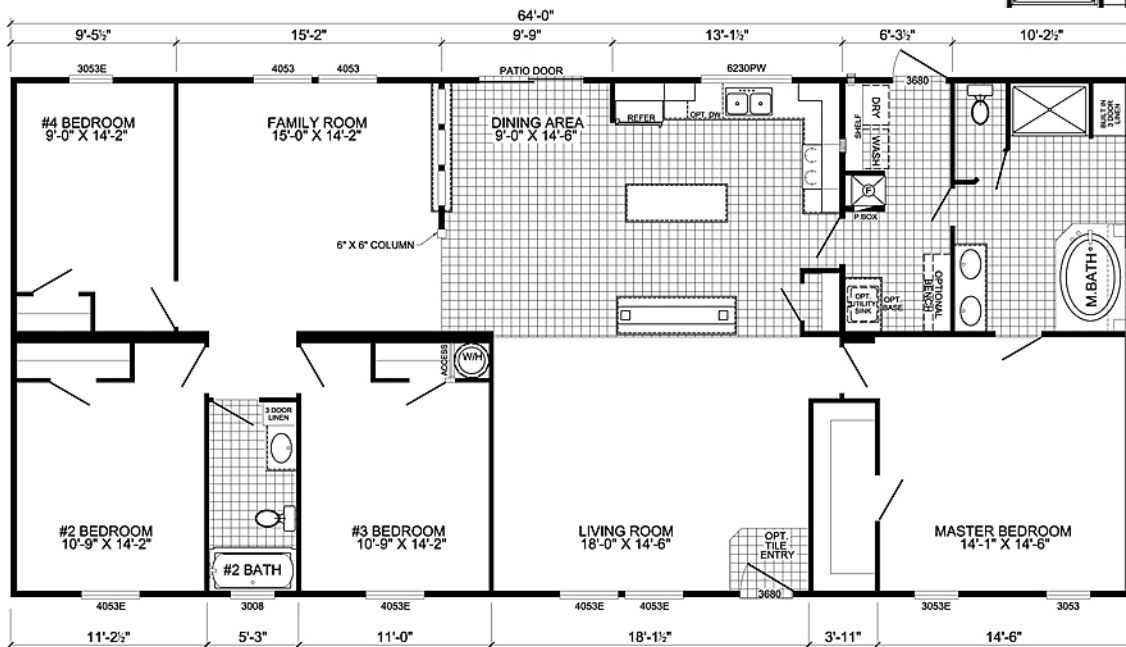 64'-0"
9'-5½"
15'-2"
9'-9"
13'-1½"
6'-3½"
10'-2½"
3053E
4053
4053
PATIO DOOR
6230PW
3680
#4 BEDROOM
9'-0" X 14'-2"
FAMILY ROOM
15'-0" X 14'-2"
DINING AREA
9'-0" X 14'-6"
REFER
OPT. DW
SHELF
DRY
WASH
BUILT IN
3 DOOR
LINEN
F
P.BOX
6" X 6" COLUMN
OPT.
UTILITY
SINK
OPT.
BASE
OPTIONAL
BENCH
M.BATH
ACCESS
W/H
3 DOOR
LINEN
#2 BEDROOM
10'-9" X 14'-2"
#2 BATH
#3 BEDROOM
10'-9" X 14'-2"
LIVING ROOM
18'-0" X 14'-6"
OPT.
TILE
ENTRY
MASTER BEDROOM
14'-1" X 14'-6"
4053E
3008
4053E
4053E
4053E
3680
3053E
3053
11'-2½"
5'-3"
11'-0"
18'-1½"
3'-11"
14'-6"